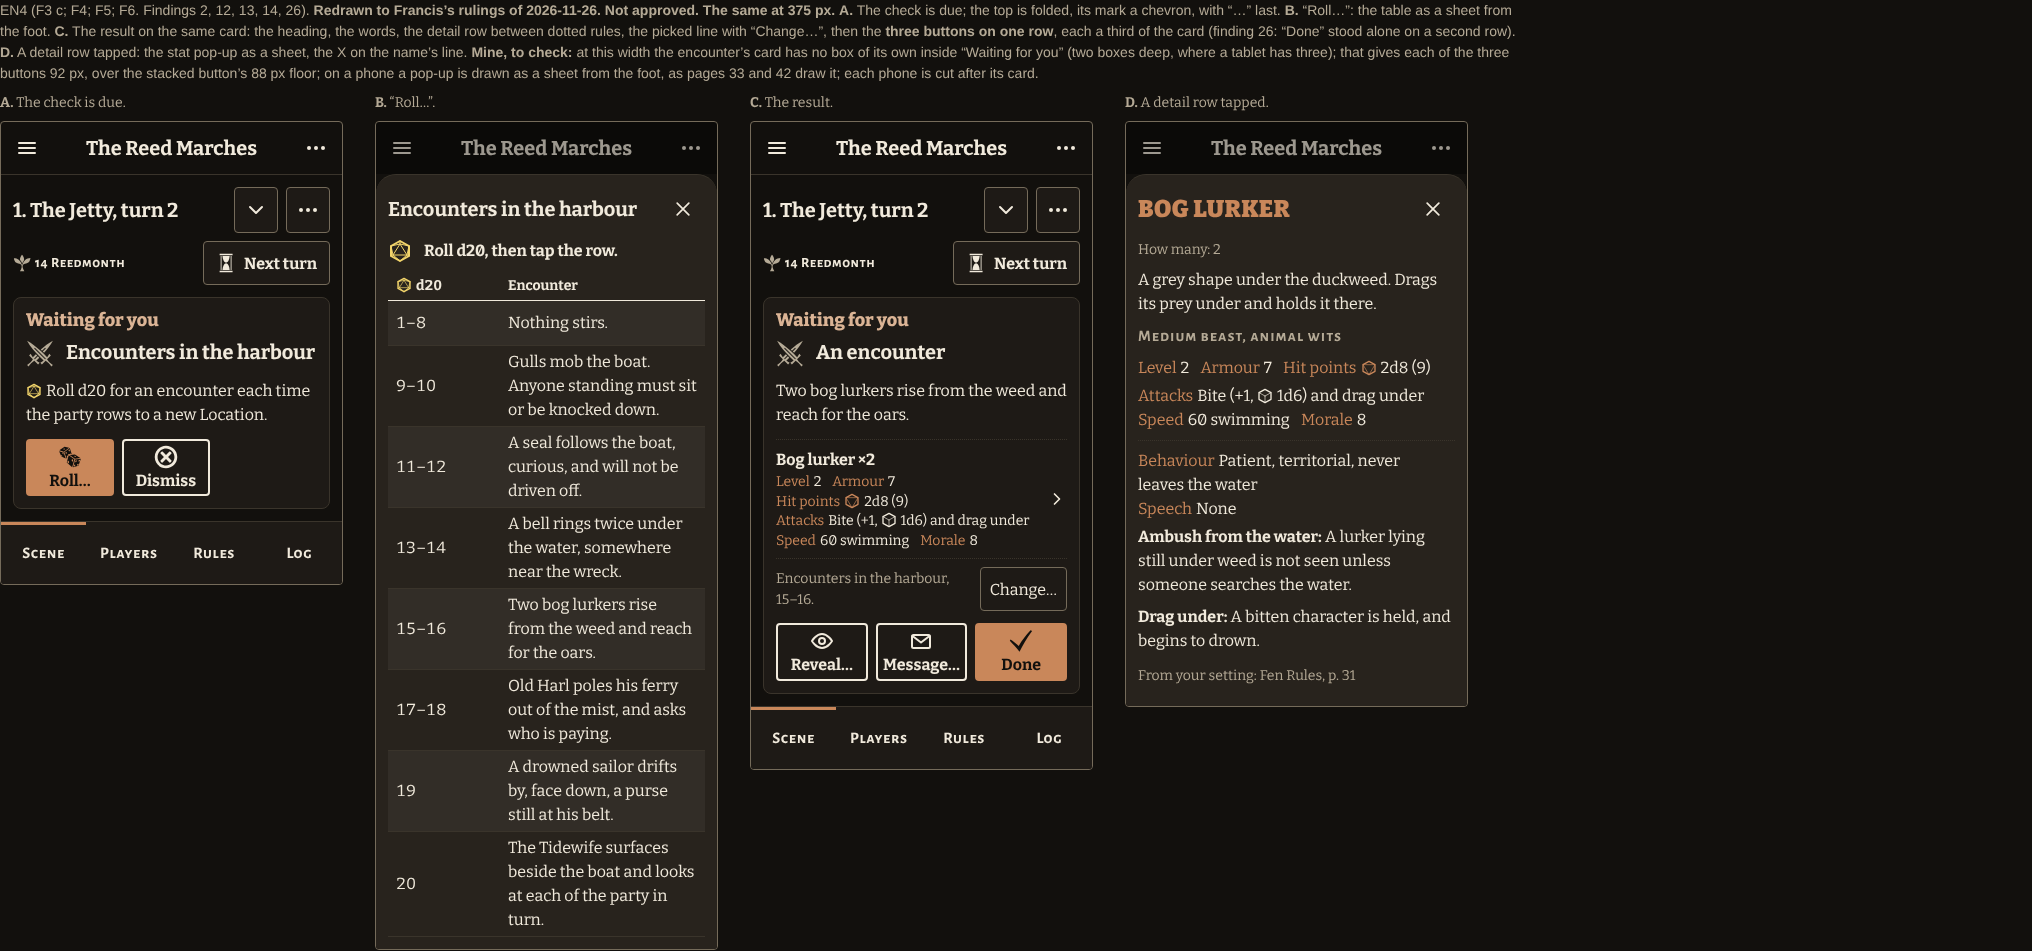 EN4 (F3 c; F4; F5; F6. Findings 2, 12, 13, 14, 26). Redrawn to Francis's rulings of 2026-11-26. Not approved. The same at 375 px. A. The check is due; the top is folded, its mark a chevron, with “…” last. B. “Roll…”: the table as a sheet from
the foot. C. The result on the same card: the heading, the words, the detail row between dotted rules, the picked line with “Change…”, then the three buttons on one row, each a third of the card (finding 26: “Done” stood alone on a second row).
D. A detail row tapped: the stat pop-up as a sheet, the X on the name's line. Mine, to check: at this width the encounter's card has no box of its own inside “Waiting for you” (two boxes deep, where a tablet has three); that gives each of the three
buttons 92 px, over the stacked button's 88 px floor; on a phone a pop-up is drawn as a sheet from the foot, as pages 33 and 42 draw it; each phone is cut after its card.
A. The check is due.
The Reed Marches
1. The Jetty, turn 2
14 Reedmonth
Next turn
Waiting for you
Encounters in the harbour
Roll d20 for an encounter each time
the party rows to a new Location.
Roll…
Dismiss
Scene
Players
Rules
Log
B. “Roll…”.
The Reed Marches
Encounters in the harbour
Roll d20, then tap the row.
d20
Encounter
1–8
Nothing stirs.
9–10
Gulls mob the boat.
Anyone standing must sit
or be knocked down.
11–12
A seal follows the boat,
curious, and will not be
driven off.
13–14
A bell rings twice under
the water, somewhere
near the wreck.
15–16
Two bog lurkers rise
from the weed and reach
for the oars.
17–18
Old Harl poles his ferry
out of the mist, and asks
who is paying.
19
A drowned sailor drifts
by, face down, a purse
still at his belt.
20
The Tidewife surfaces
beside the boat and looks
at each of the party in
turn.
C. The result.
The Reed Marches
1. The Jetty, turn 2
14 Reedmonth
Next turn
Waiting for you
An encounter
Two bog lurkers rise from the weed and
reach for the oars.
Bog lurker ×2
Level 2 Armour 7
Hit points 2d8 (9)
Attacks Bite (+1, 1d6) and drag under
Speed 60 swimming Morale 8
Encounters in the harbour,
15–16.
Change…
Reveal…
Message…
Done
Scene
Players
Rules
Log
D. A detail row tapped.
The Reed Marches
BOG LURKER
How many: 2
A grey shape under the duckweed. Drags
its prey under and holds it there.
Medium beast, animal wits
Level 2 Armour 7 Hit points 2d8 (9)
Attacks Bite (+1, 1d6) and drag under
Speed 60 swimming Morale 8
Behaviour Patient, territorial, never
leaves the water
Speech None
Ambush from the water: A lurker lying
still under weed is not seen unless
someone searches the water.
Drag under: A bitten character is held, and
begins to drown.
From your setting: Fen Rules, p. 31